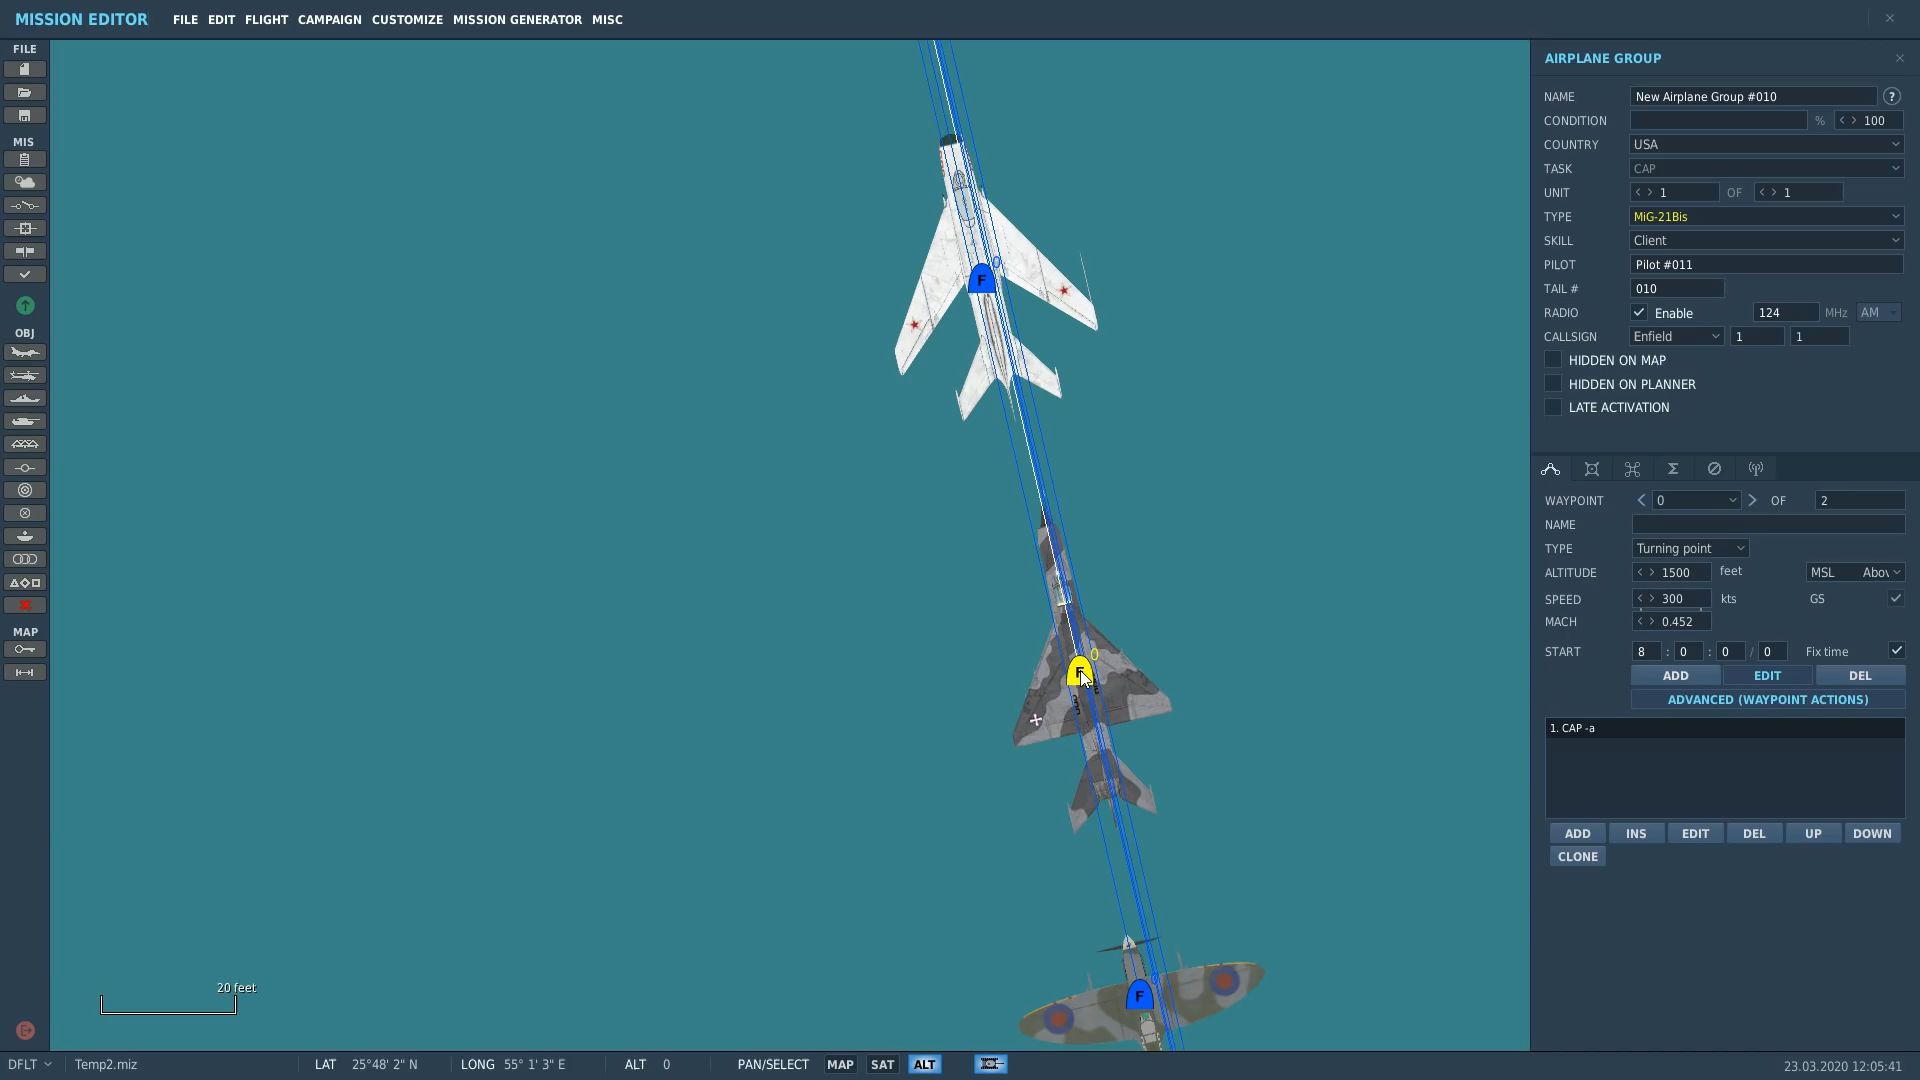 MISSION EDITOR FILE EDIT FLIGHT CAMPAIGN CUSTOMIZE MISSION GENERATOR MISC
FILE
MIS
OBJ
MAP
0
F
0
F
F
20 feet
AIRPLANE GROUP
NAME New Airplane Group #010 ?
CONDITION % < > 100
COUNTRY USA
TASK CAP
UNIT < > 1 OF < > 1
TYPE MiG-21Bis
SKILL Client
PILOT Pilot #011
TAIL # 010
RADIO Enable 124 MHz AM
CALLSIGN Enfield 1 1
HIDDEN ON MAP
HIDDEN ON PLANNER
LATE ACTIVATION
WAYPOINT < 0 > OF 2
NAME
TYPE Turning point
ALTITUDE < > 1500 feet MSL Abov
SPEED < > 300 kts GS
MACH < > 0.452
START 8 : 0 : 0 / 0 Fix time
ADD EDIT DEL
ADVANCED (WAYPOINT ACTIONS)
1. CAP -a
ADD INS EDIT DEL UP DOWN
CLONE
DFLT Temp2.miz LAT 25°48' 2" N LONG 55° 1' 3" E ALT 0 PAN/SELECT MAP SAT ALT 23.03.2020 12:05:41